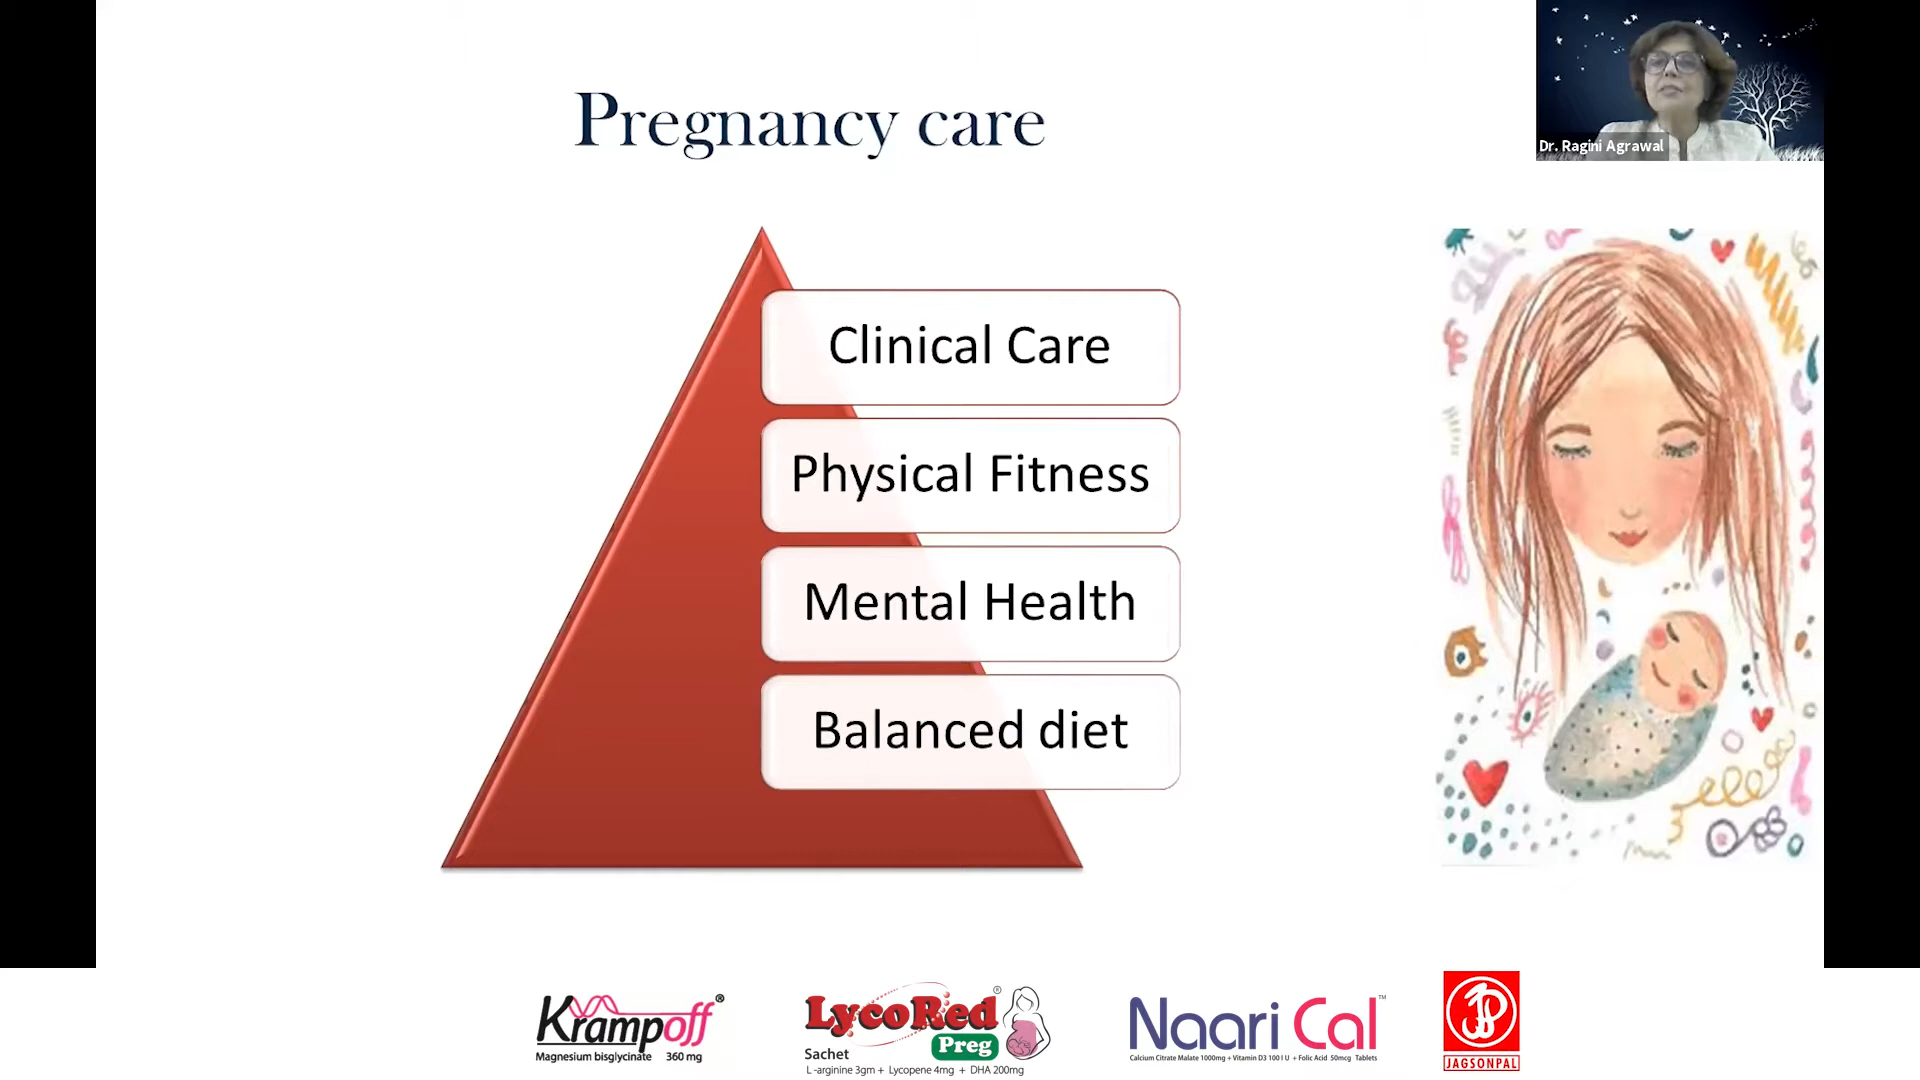 Pregnancy care
Dr. Ragini Agrawal
Clinical Care
Physical Fitness
Mental Health
Balanced diet
Krampoff®
Magnesium bisglycinate 360 mg
LycoRed®
Preg
Sachet
L-arginine 3gm + Lycopene 4mg + DHA 200mg
Naari Cal™
Calcium Citrate Malate 1000mg + Vitamin D3 100 I U + Folic Acid 50mcg Tablets
JAGSONPAL